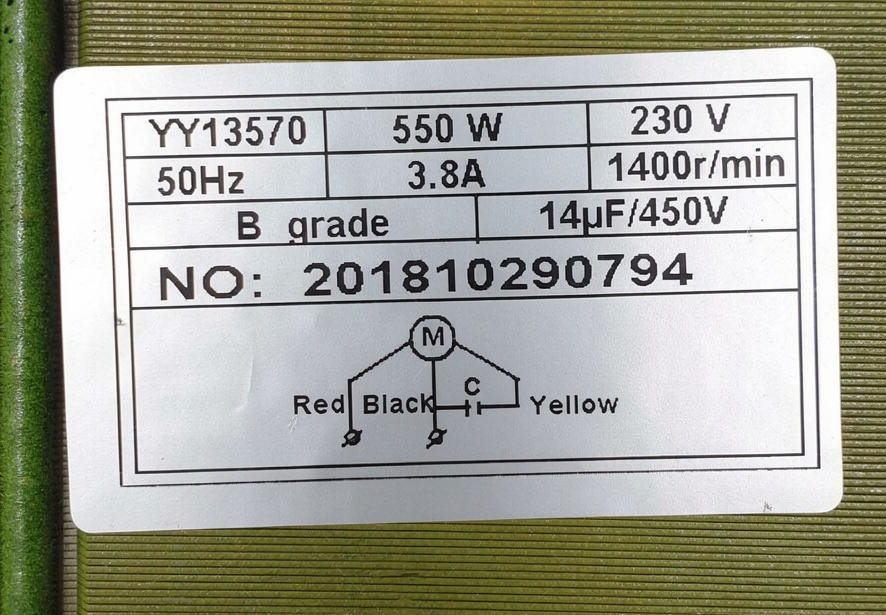 YY13570 550 W 230 V
50Hz 3.8A 1400r/min
B grade 14µF/450V
NO: 201810290794
M
C
Red Black Yellow